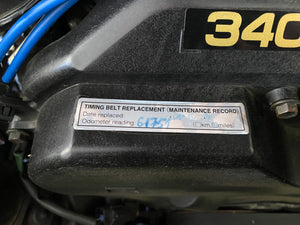 340
TIMING BELT REPLACEMENT (MAINTENANCE RECORD)
Date replaced
Odometer reading (km, miles)